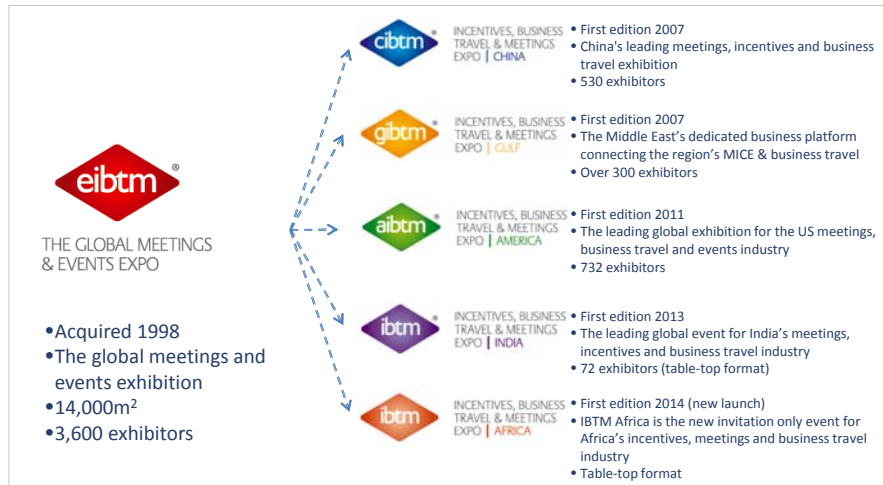 eibtm®
THE GLOBAL MEETINGS
& EVENTS EXPO
•Acquired 1998
•The global meetings and
events exhibition
•14,000m²
•3,600 exhibitors
cibtm®
INCENTIVES, BUSINESS
TRAVEL & MEETINGS
EXPO | CHINA
• First edition 2007
• China's leading meetings, incentives and business
travel exhibition
• 530 exhibitors
gibtm®
INCENTIVES, BUSINESS
TRAVEL & MEETINGS
EXPO | GULF
• First edition 2007
• The Middle East’s dedicated business platform
connecting the region’s MICE & business travel
• Over 300 exhibitors
aibtm®
INCENTIVES, BUSINESS
TRAVEL & MEETINGS
EXPO | AMERICA
• First edition 2011
• The leading global exhibition for the US meetings,
business travel and events industry
• 732 exhibitors
ibtm®
INCENTIVES, BUSINESS
TRAVEL & MEETINGS
EXPO | INDIA
• First edition 2013
• The leading global event for India’s meetings,
incentives and business travel industry
• 72 exhibitors (table-top format)
ibtm®
INCENTIVES, BUSINESS
TRAVEL & MEETINGS
EXPO | AFRICA
• First edition 2014 (new launch)
• IBTM Africa is the new invitation only event for
Africa’s incentives, meetings and business travel
industry
• Table-top format